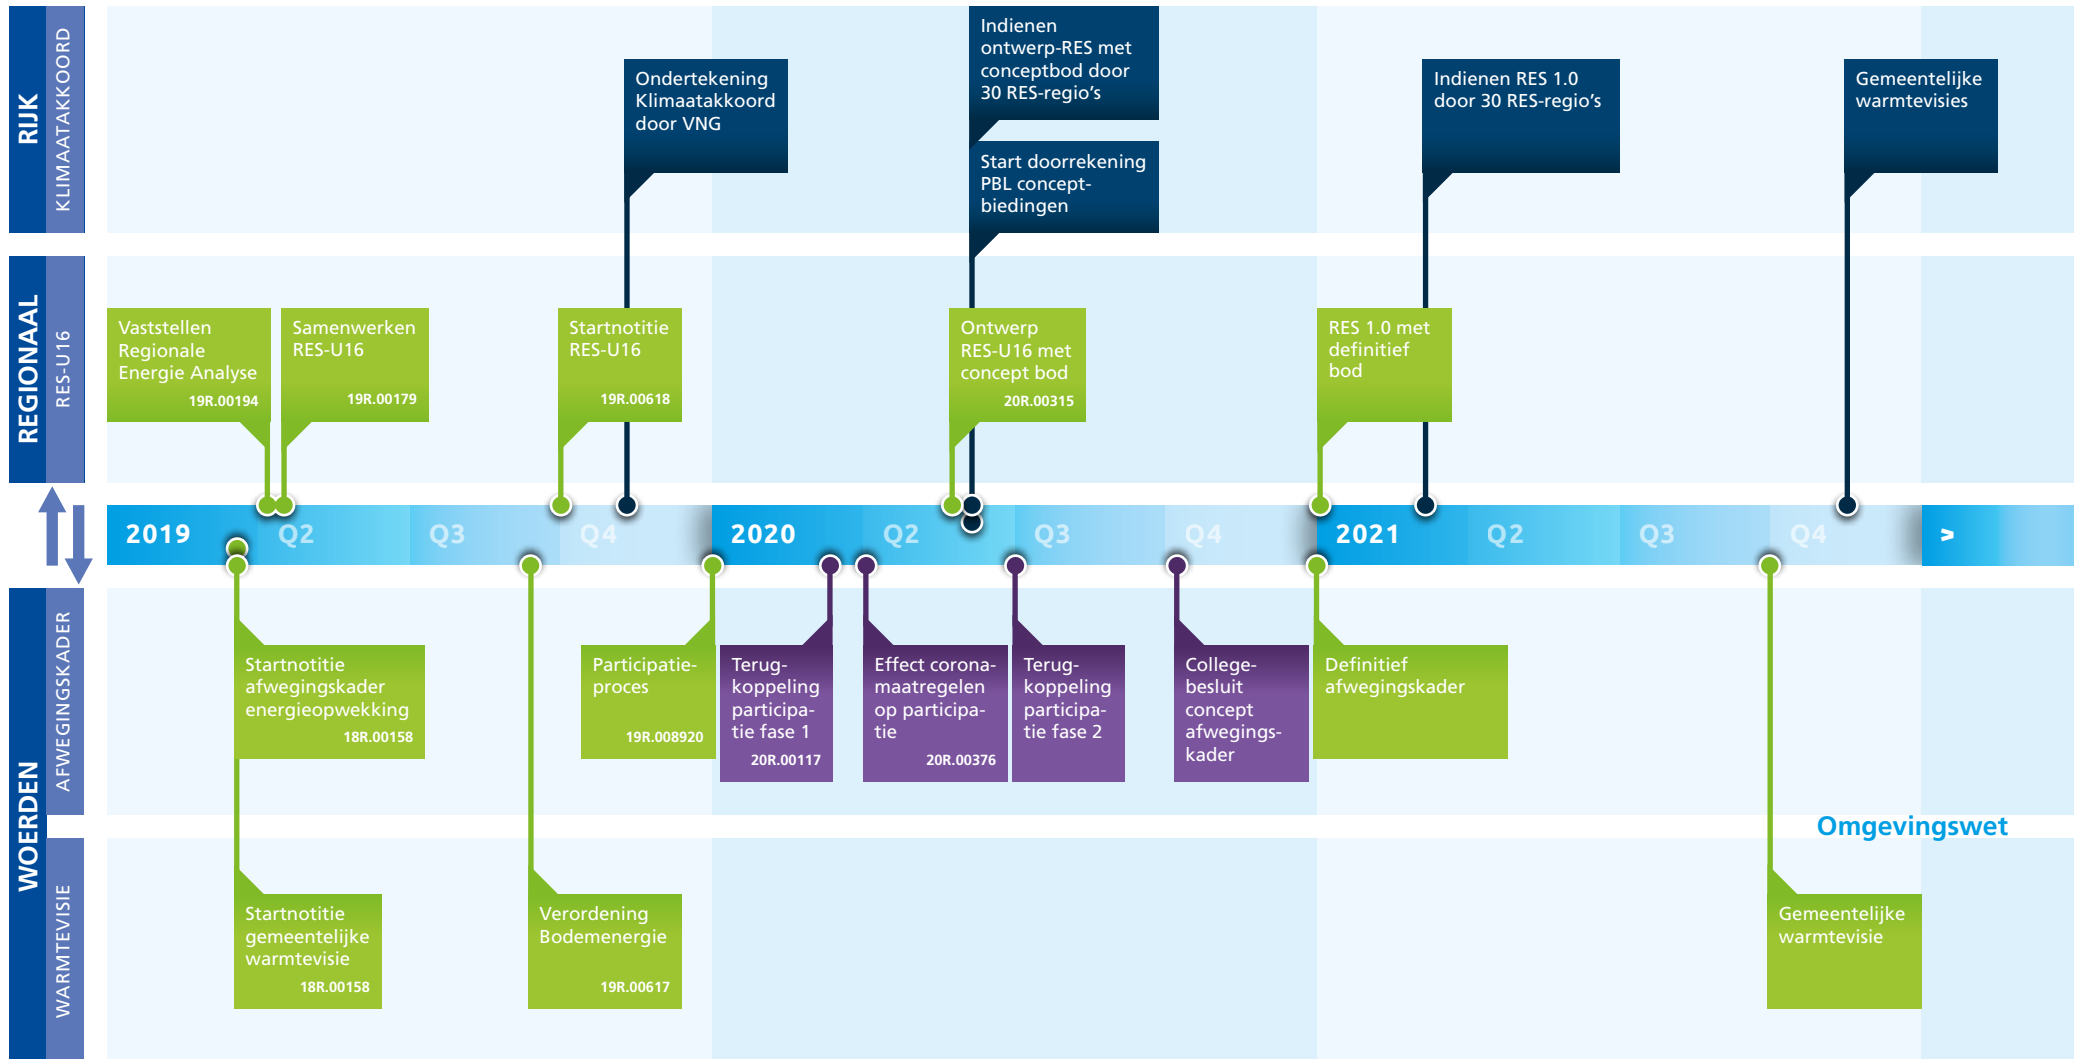 RIJK
KLIMAATAKKOORD
Ondertekening
Klimaatakkoord
door VNG
Indienen
ontwerp-RES met
conceptbod door
30 RES-regio's
Start doorrekening
PBL concept-
biedingen
Indienen RES 1.0
door 30 RES-regio's
Gemeentelijke
warmtevisies
REGIONAAL
RES-U16
Vaststellen
Regionale
Energie Analyse
19R.00194
Samenwerken
RES-U16
19R.00179
Startnotitie
RES-U16
19R.00618
Ontwerp
RES-U16 met
concept bod
20R.00315
RES 1.0 met
definitief
bod
2019 Q2 Q3 Q4 2020 Q2 Q3 Q4 2021 Q2 Q3 Q4 >
WOERDEN
AFWEGINGSKADER
Startnotitie
afwegingskader
energieopwekking
18R.00158
Participatie-
proces
19R.008920
Terug-
koppeling
participa-
tie fase 1
20R.00117
Effect corona-
maatregelen
op participa-
tie
20R.00376
Terug-
koppeling
participa-
tie fase 2
College-
besluit
concept
afwegings-
kader
Definitief
afwegingskader
Omgevingswet
WARMTEVISIE
Startnotitie
gemeentelijke
warmtevisie
18R.00158
Verordening
Bodemenergie
19R.00617
Gemeentelijke
warmtevisie